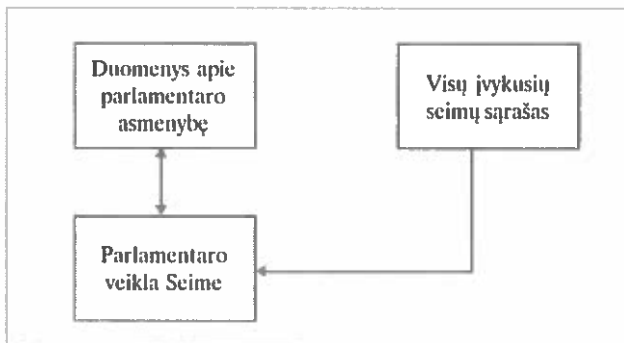 Duomenys apie
parlamentaro
asmenybę
Visų įvykusių
seimų sąrašas
Parlamentaro
veikla Seime